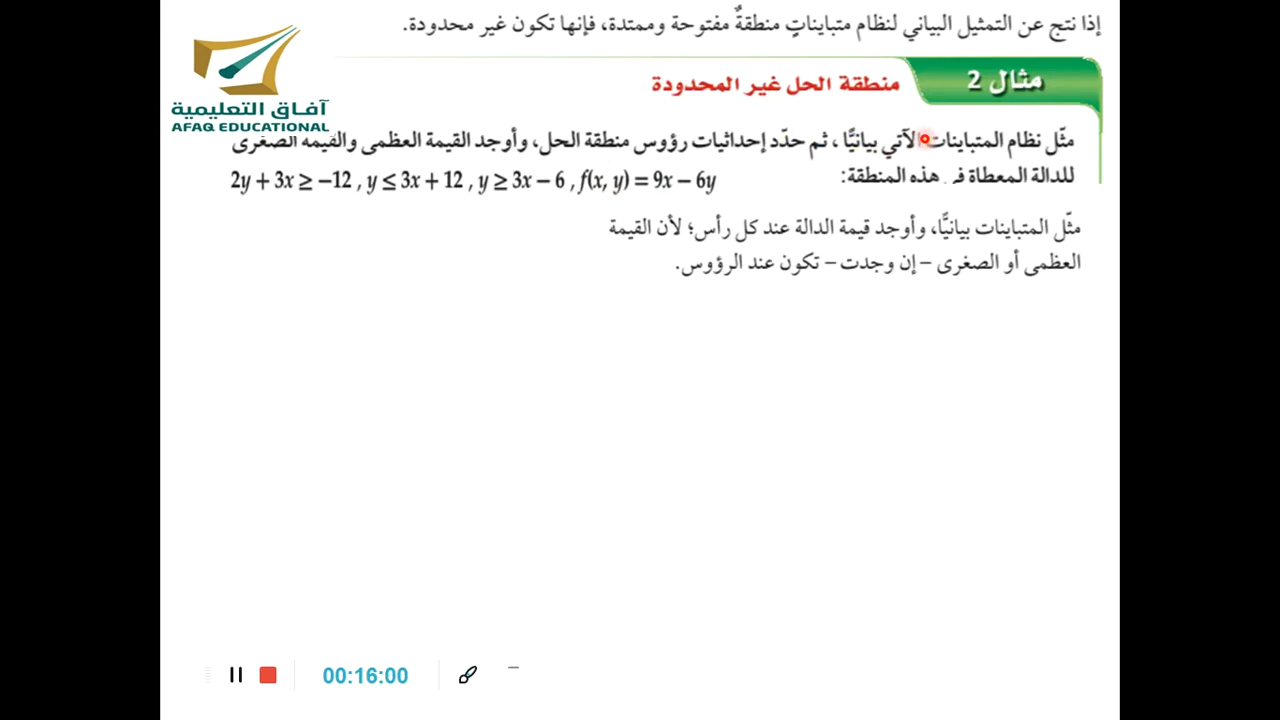 إذا نتج عن التمثيل البياني لنظام متبايناتٍ منطقةٌ مفتوحة وممتدة، فإنها تكون غير محدودة.
آفـاق التعليمية
AFAQ EDUCATIONAL
مثال 2
منطقة الحل غير المحدودة
مثّل نظام المتباينات الآتي بيانيًّا ، ثم حدّد إحداثيات رؤوس منطقة الحل، وأوجد القيمة العظمى والقيمة الصغرى
للدالة المعطاة في هذه المنطقة:
2y + 3x ≥ −12 , y ≤ 3x + 12 , y ≥ 3x − 6 , f(x, y) = 9x − 6y
مثّل المتباينات بيانيًّا، وأوجد قيمة الدالة عند كل رأس؛ لأن القيمة
العظمى أو الصغرى – إن وجدت – تكون عند الرؤوس.
00:16:00